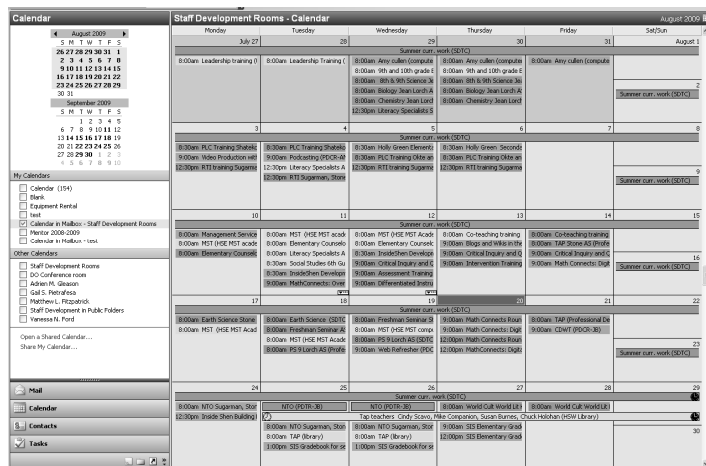 Calendar
August 2009
S M T W T F S
26 27 28 29 30 31 1
2 3 4 5 6 7 8
9 10 11 12 13 14 15
16 17 18 19 20 21 22
23 24 25 26 27 28 29
30 31
September 2009
S M T W T F S
1 2 3 4 5
6 7 8 9 10 11 12
13 14 15 16 17 18 19
20 21 22 23 24 25 26
27 28 29 30 1 2 3
4 5 6 7 8 9 10
My Calendars
Calendar (154)
Blank
Equipment Rental
test
Calendar in Mailbox - Staff Development Rooms
Mentor 2008-2009
Calendar in Mailbox - test
Other Calendars
Staff Development Rooms
DO Conference room
Adrien M. Gleason
Gail S. Pietrafesa
Matthew L. Fitzpatrick
Staff Development in Public Folders
Vanessa N. Ford
Open a Shared Calendar...
Share My Calendar...
Mail
Calendar
Contacts
Tasks
Staff Development Rooms - Calendar
August 2009
Monday Tuesday Wednesday Thursday Friday Sat/Sun
July 27 28 29 30 31 August 1
Summer curr. work (SDTC)
8:00am Leadership training (
8:00am Leadership Training (
8:00am Amy cullen (compute
8:00am 9th and 10th grade E
8:00am 8th & 9th Science Je
8:00am Biology Jean Lorch A
8:00am Chemistry Jean Lorch
12:30pm Literacy Specialists S
8:00am Amy cullen (compute
8:00am 9th and 10th grade E
8:00am 8th & 9th Science Je
8:00am Biology Jean Lorch A
8:00am Chemistry Jean Lorch
8:00am Amy cullen (compute
2
Summer curr. work (SDTC)
3 4 5 6 7 8
Summer curr. work (SDTC)
8:30am PLC Training Shateko
9:00am Video Production with
12:30pm RTI training Sugarma
8:30am PLC Training Shateko
9:00am Podcasting (PDCR-AM
12:30pm Literacy Specialists A
12:30pm RTI Sugarman, Stone
8:30am Holly Green Elementa
8:30am PLC Training Okte an
12:30pm RTI training Sugarma
8:30am Holly Green Seconda
8:30am PLC Training Okte an
12:30pm RTI training Sugarma
9
Summer curr. work (SDTC)
10 11 12 13 14 15
Summer curr. work (SDTC)
8:00am Management Service
8:00am MST (HSE MST acade
8:00am Elementary Counselo
8:00am MST (HSE MST acade
8:00am Elementary Counselo
8:00am Literacy Specialists A
8:30am Social Studies 6th Gu
8:30am InsideShen Developm
9:00am MathConnects: Over
8:00am MST (HSE MST Acade
8:00am Elementary Counselo
8:30am InsideShen Developm
9:00am Critical Inquiry and Q
9:00am Assessment Training
9:00am Differentiated Instru
8:00am Co-teaching training
9:00am Blogs and Wikis in the
9:00am Critical Inquiry and Q
9:00am Intervention Training
8:00am Co-teaching training
8:00am TAP Stone AS (Profe
9:00am Critical Inquiry and Q
9:00am Math Connects: Digit
16
Summer curr. work (SDTC)
17 18 19 20 21 22
Summer curr. work (SDTC)
8:00am Earth Science Stone
8:00am MST (HSE MST Acad
8:00am Earth Science (SDTC
8:00am Freshman Seminar AS
8:00am MST (HSE MST Acade
8:00am PS 9 Lorch AS (Profe
8:00am Freshman Seminar St
8:00am MST (HSE MST compu
8:00am PS 9 Lorch AS (SDTC
9:00am Web Refresher (PDC
9:00am Math Connects Roun
9:00am Math Connects: Digit
12:00pm Math Connects Roun
12:00pm MathConnects: Digita
8:00am TAP (Professional De
9:00am CDWT (PDCR-JB)
23
Summer curr. work (SDTC)
24 25 26 27 28 29
Summer curr. work (SDTC)
8:00am NTO Sugarman, Ston
NTO (PDTR-JB)
NTO (PDTR-JB)
8:00am World Cult World Lit
8:00am World Cult World Lit
12:30pm Inside Shen Building
Tap teachers Cindy Scavo, Mike Companion, Susan Burnes, Chuck Holohan (HSW Library)
8:00am NTO Sugarman, Ston
8:00am TAP (library)
1:00pm SIS Gradebook for se
8:00am NTO Sugarman, Ston
8:00am TAP (library)
1:00pm SIS Gradebook for se
9:00am SIS Elementary Grad
12:00pm SIS Elementary Grad
30